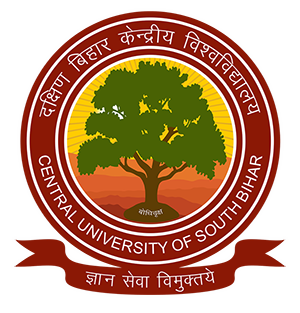 दक्षिण बिहार केन्द्रीय विश्वविद्यालय
बोधिवृक्ष
CENTRAL UNIVERSITY OF SOUTH BIHAR
ज्ञान सेवा विमुक्तये